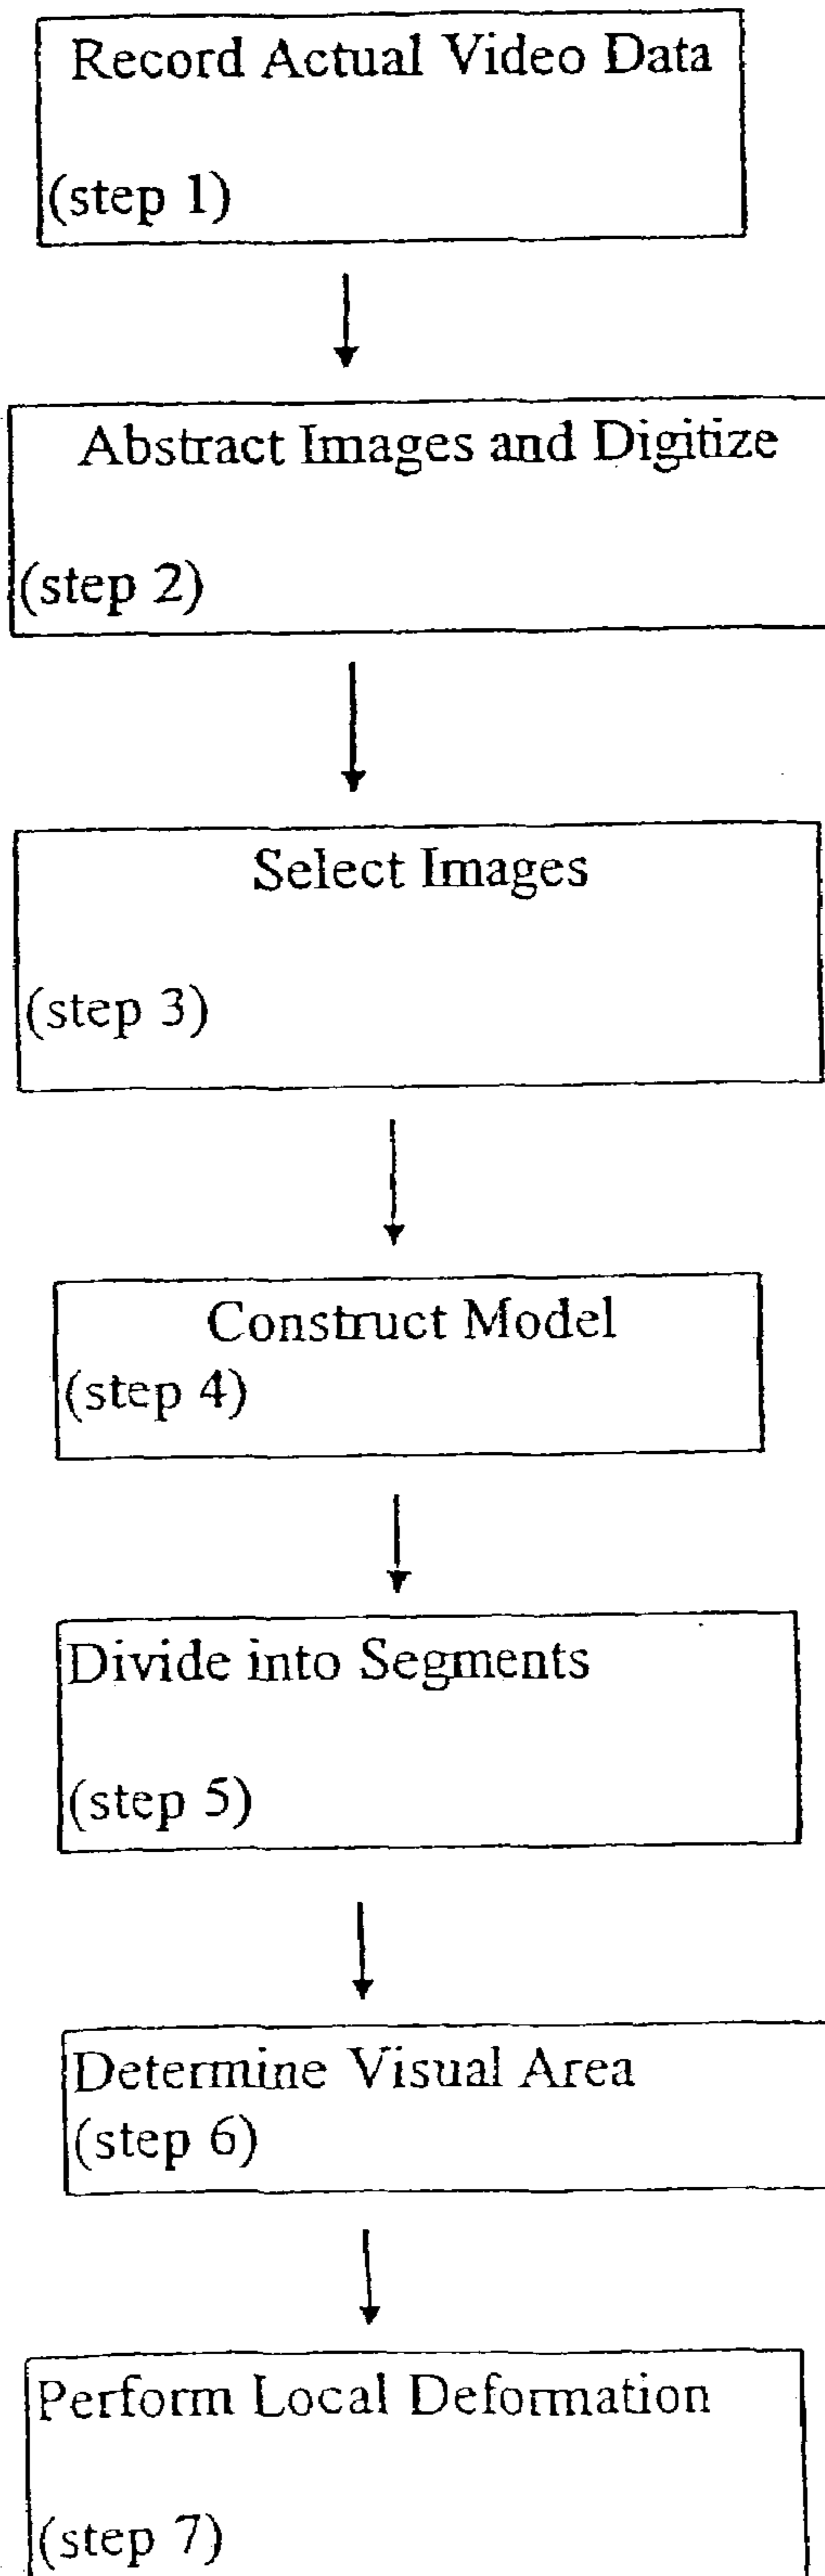 Record Actual Video Data
(step 1)
Abstract Images and Digitize
(step 2)
Select Images
(step 3)
Construct Model
(step 4)
Divide into Segments
(step 5)
Determine Visual Area
(step 6)
Perform Local Deformation
(step 7)